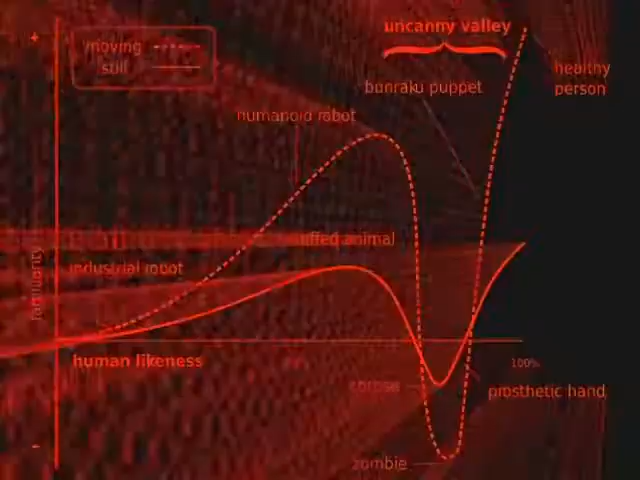 uncanny valley
+
moving
still
healthy
person
bunraku puppet
humanoid robot
stuffed animal
industrial robot
familiarity
human likeness
100%
corpse
prosthetic hand
zombie
-